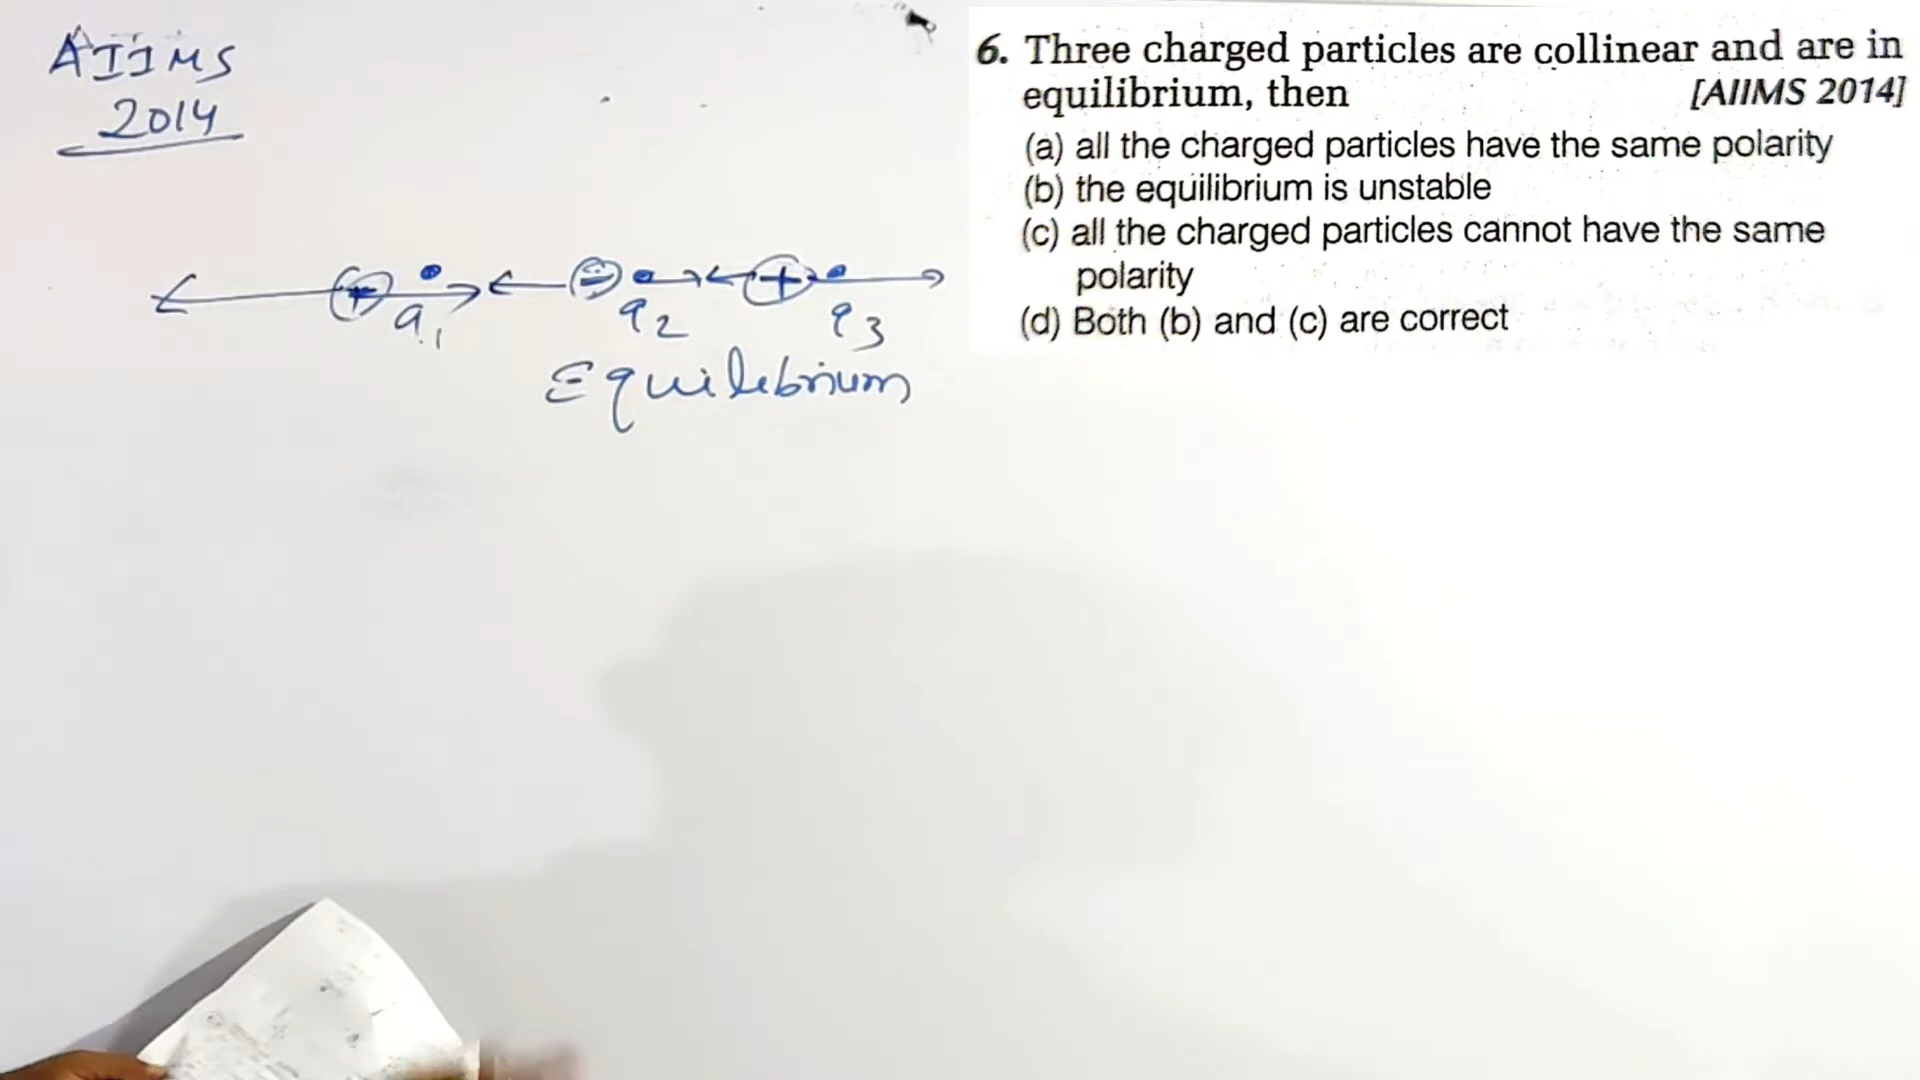 AIIMS
2014
6. Three charged particles are collinear and are in
equilibrium, then [AIIMS 2014]
(a) all the charged particles have the same polarity
(b) the equilibrium is unstable
(c) all the charged particles cannot have the same
polarity
(d) Both (b) and (c) are correct
+ − +
q1 q2 q3
Equilibrium